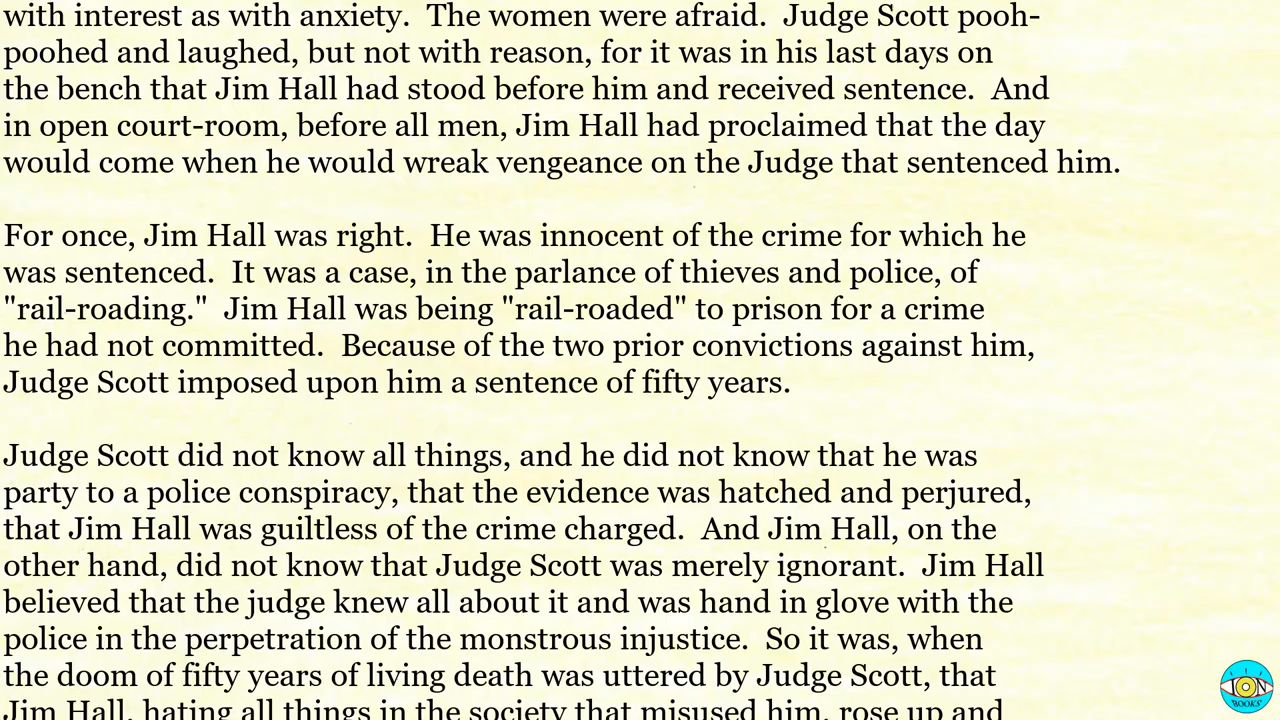 with interest as with anxiety.  The women were afraid.  Judge Scott pooh-
poohed and laughed, but not with reason, for it was in his last days on
the bench that Jim Hall had stood before him and received sentence.  And
in open court-room, before all men, Jim Hall had proclaimed that the day
would come when he would wreak vengeance on the Judge that sentenced him.

For once, Jim Hall was right.  He was innocent of the crime for which he
was sentenced.  It was a case, in the parlance of thieves and police, of
"rail-roading."  Jim Hall was being "rail-roaded" to prison for a crime
he had not committed.  Because of the two prior convictions against him,
Judge Scott imposed upon him a sentence of fifty years.

Judge Scott did not know all things, and he did not know that he was
party to a police conspiracy, that the evidence was hatched and perjured,
that Jim Hall was guiltless of the crime charged.  And Jim Hall, on the
other hand, did not know that Judge Scott was merely ignorant.  Jim Hall
believed that the judge knew all about it and was hand in glove with the
police in the perpetration of the monstrous injustice.  So it was, when
the doom of fifty years of living death was uttered by Judge Scott, that
Jim Hall, hating all things in the society that misused him, rose up and
ION
BOOKS